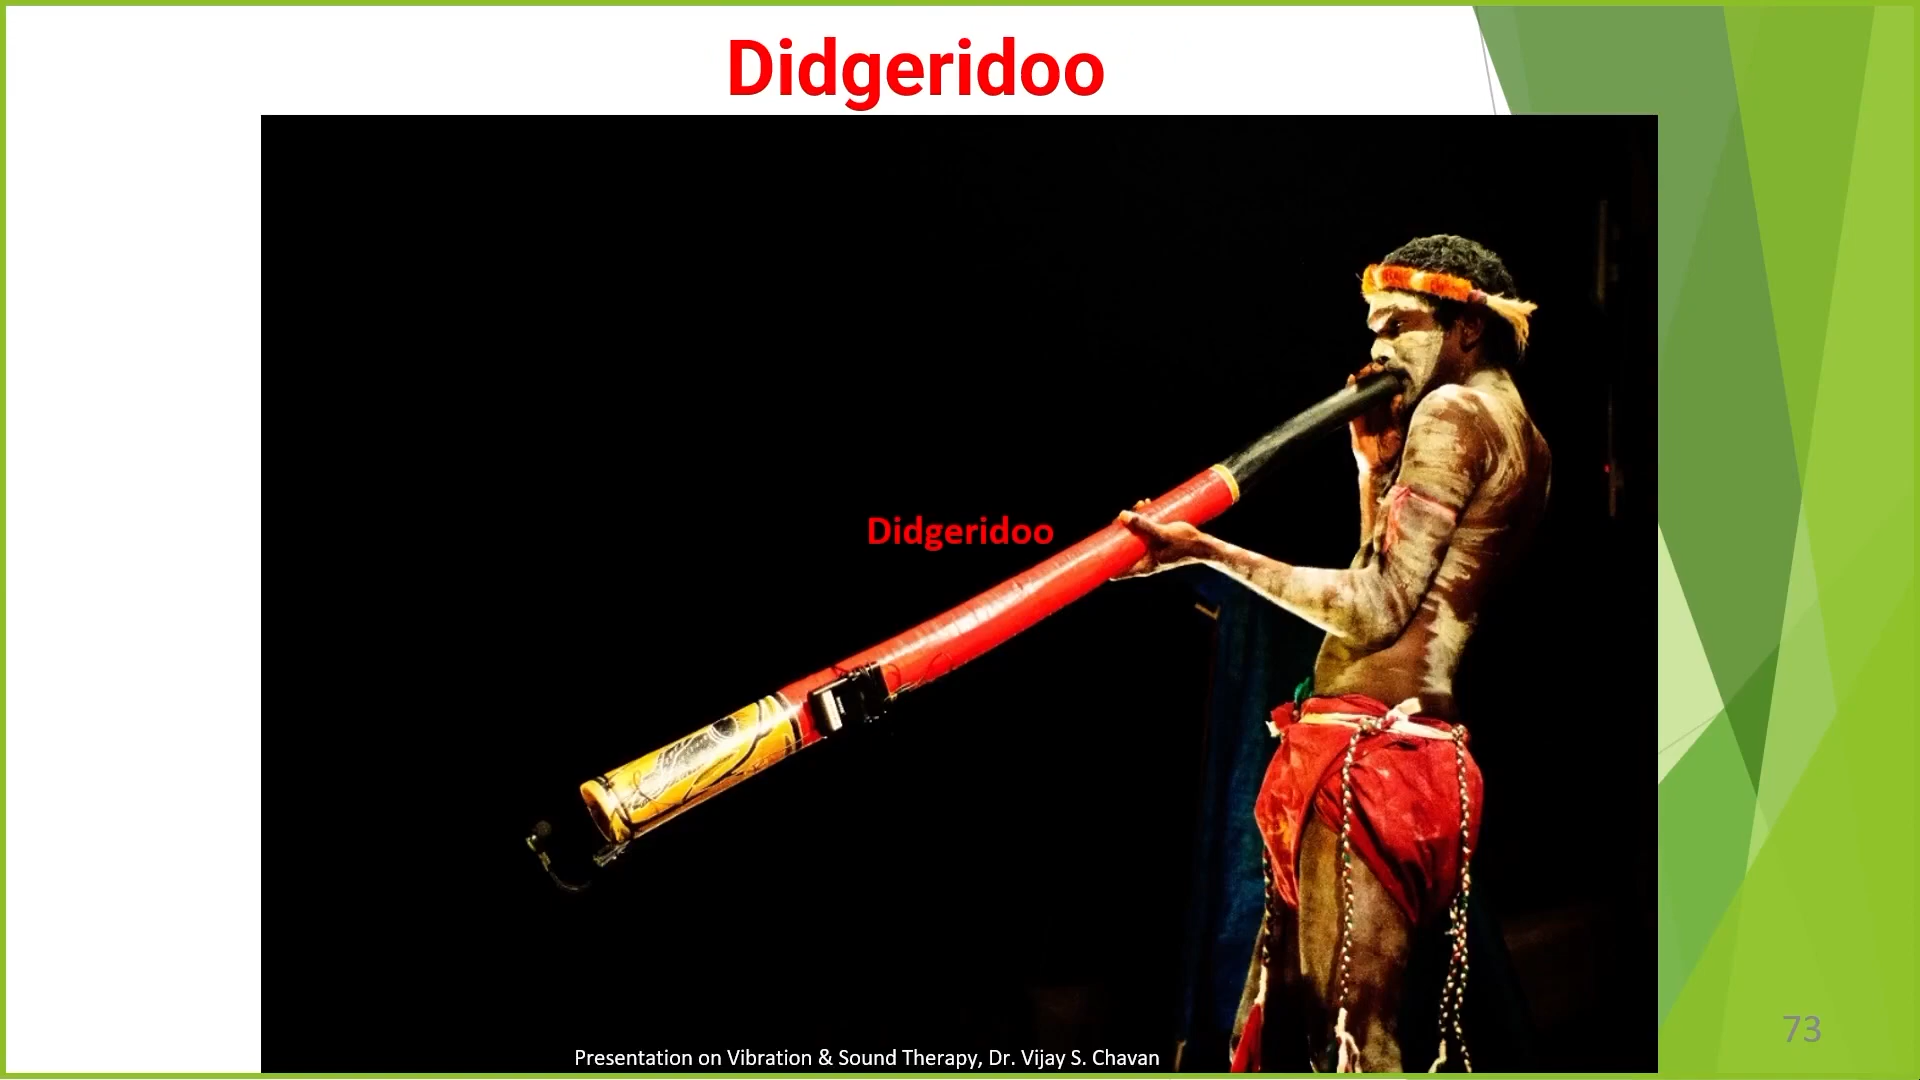 Didgeridoo
Didgeridoo
Presentation on Vibration & Sound Therapy, Dr. Vijay S. Chavan
73